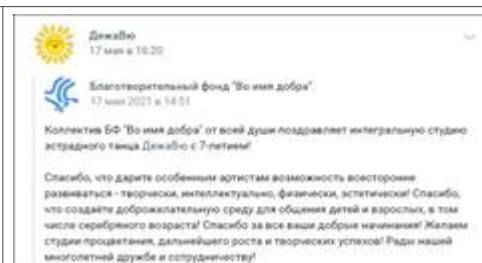 ДежаВю
17 мая в 16:20
Благотворительный фонд "Во имя добра"
17 мая 2021 в 14:51
Коллектив БФ "Во имя добра" от всей души поздравляет интегральную студию
эстрадного танца ДежаВю с 7-летием!
Спасибо, что дарите особенным артистам возможность всесторонне
развиваться - творчески, интеллектуально, физически, эстетически! Спасибо,
что создаёте доброжелательную среду для общения детей и взрослых, в том
числе серебряного возраста! Спасибо за все ваши добрые начинания! Желаем
студии процветания, дальнейшего роста и творческих успехов! Рады нашей
многолетней дружбе и сотрудничеству!